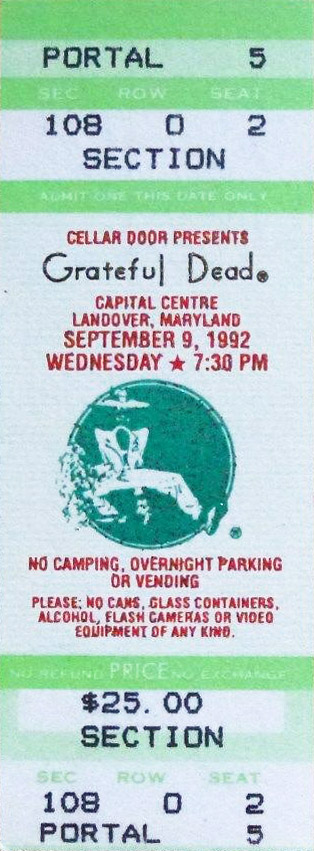 PORTAL 5
SEC ROW SEAT
108 O 2
SECTION
ADMIT ONE THIS DATE ONLY
CELLAR DOOR PRESENTS
Grateful Dead®
CAPITAL CENTRE
LANDOVER, MARYLAND
SEPTEMBER 9, 1992
WEDNESDAY ★ 7:30 PM
®
NO CAMPING, OVERNIGHT PARKING
OR VENDING
PLEASE; NO CANS, GLASS CONTAINERS,
ALCOHOL, FLASH CAMERAS OR VIDEO
EQUIPMENT OF ANY KIND.
NO REFUND PRICE NO EXCHANGE
$25.00
SECTION
SEC ROW SEAT
108 O 2
PORTAL 5